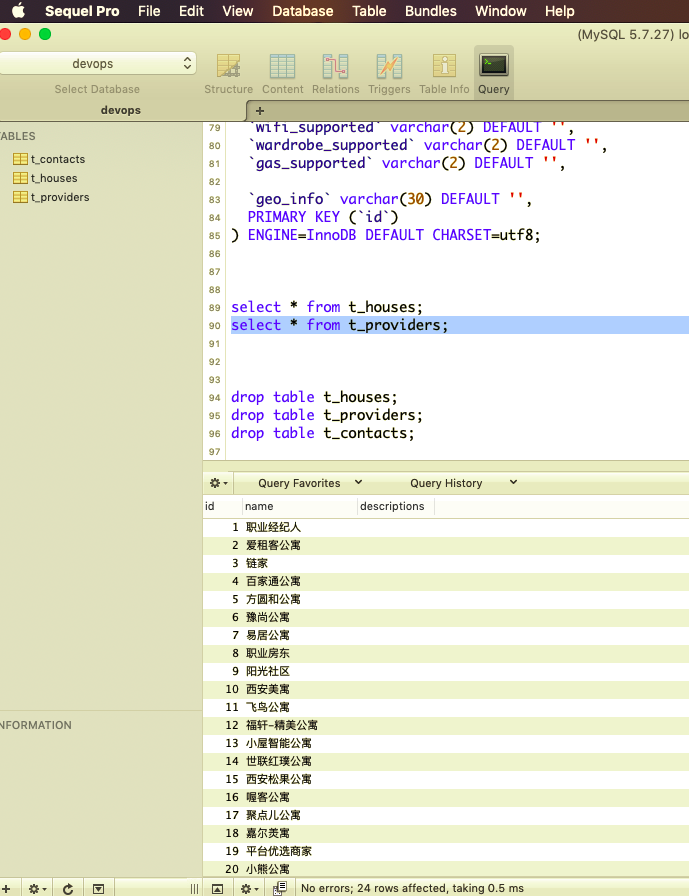 Sequel Pro File Edit View Database Table Bundles Window Help
(MySQL 5.7.27) lo
devops
Select Database
Structure Content Relations Triggers Table Info Query
devops
+
ABLES
t_contacts
t_houses
t_providers
79 `wifi_supported` varchar(2) DEFAULT '',
80 `wardrobe_supported` varchar(2) DEFAULT '',
81 `gas_supported` varchar(2) DEFAULT '',
82
83 `geo_info` varchar(30) DEFAULT '',
84 PRIMARY KEY (`id`)
85 ) ENGINE=InnoDB DEFAULT CHARSET=utf8;
86
87
88
89 select * from t_houses;
90 select * from t_providers;
91
92
93
94 drop table t_houses;
95 drop table t_providers;
96 drop table t_contacts;
97
Query Favorites Query History
id name descriptions
1 职业经纪人
2 爱租客公寓
3 链家
4 百家通公寓
5 方圆和公寓
6 豫尚公寓
7 易居公寓
8 职业房东
9 阳光社区
10 西安美寓
11 飞鸟公寓
12 福轩-精美公寓
13 小屋智能公寓
14 世联红璞公寓
15 西安松果公寓
16 喔客公寓
17 聚点儿公寓
18 嘉尔羙寓
19 平台优选商家
20 小熊公寓
NFORMATION
No errors; 24 rows affected, taking 0.5 ms